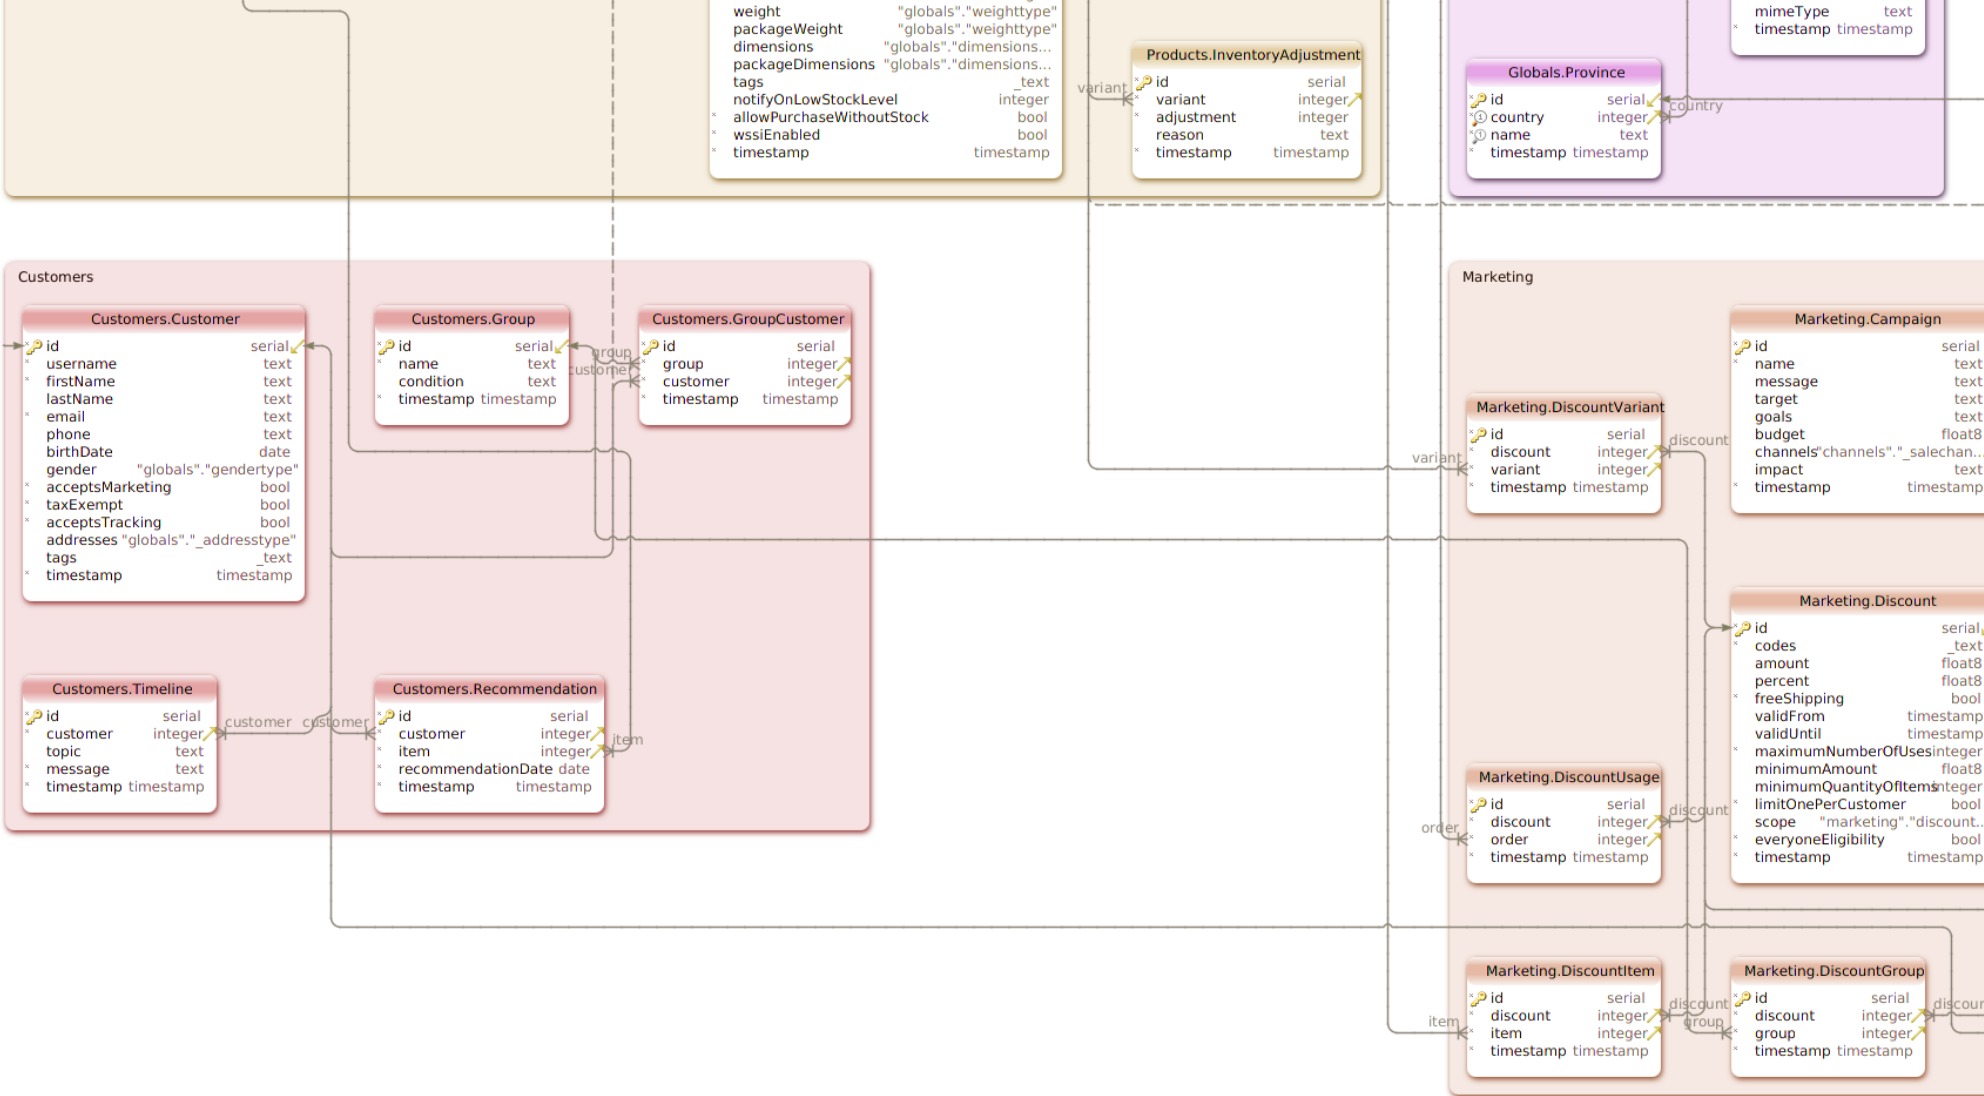 weight "globals"."weighttype"
packageWeight "globals"."weighttype"
dimensions "globals"."dimensions...
packageDimensions "globals"."dimensions...
tags _text
notifyOnLowStockLevel integer
allowPurchaseWithoutStock bool
wssiEnabled bool
timestamp timestamp
Products.InventoryAdjustment
id serial
variant integer
adjustment integer
reason text
timestamp timestamp
variant
mimeType text
timestamp timestamp
Globals.Province
id serial
country integer
name text
timestamp timestamp
country
Customers
Customers.Customer
id serial
username text
firstName text
lastName text
email text
phone text
birthDate date
gender "globals"."gendertype"
acceptsMarketing bool
taxExempt bool
acceptsTracking bool
addresses "globals"."_addresstype"
tags _text
timestamp timestamp
Customers.Group
id serial
name text
condition text
timestamp timestamp
group
customer
Customers.GroupCustomer
id serial
group integer
customer integer
timestamp timestamp
Customers.Timeline
id serial
customer integer
topic text
message text
timestamp timestamp
customer
customer
Customers.Recommendation
id serial
customer integer
item integer
recommendationDate date
timestamp timestamp
item
Marketing
Marketing.DiscountVariant
id serial
discount integer
variant integer
timestamp timestamp
discount
variant
Marketing.Campaign
id serial
name text
message text
target text
goals text
budget float8
channels "channels"."_salechan...
impact text
timestamp timestamp
Marketing.DiscountUsage
id serial
discount integer
order integer
timestamp timestamp
discount
order
Marketing.Discount
id serial
codes _text
amount float8
percent float8
freeShipping bool
validFrom timestamp
validUntil timestamp
maximumNumberOfUses integer
minimumAmount float8
minimumQuantityOfItems integer
limitOnePerCustomer bool
scope "marketing"."discount...
everyoneEligibility bool
timestamp timestamp
Marketing.DiscountItem
id serial
discount integer
item integer
timestamp timestamp
discount
item
group
Marketing.DiscountGroup
id serial
discount integer
group integer
timestamp timestamp
discour